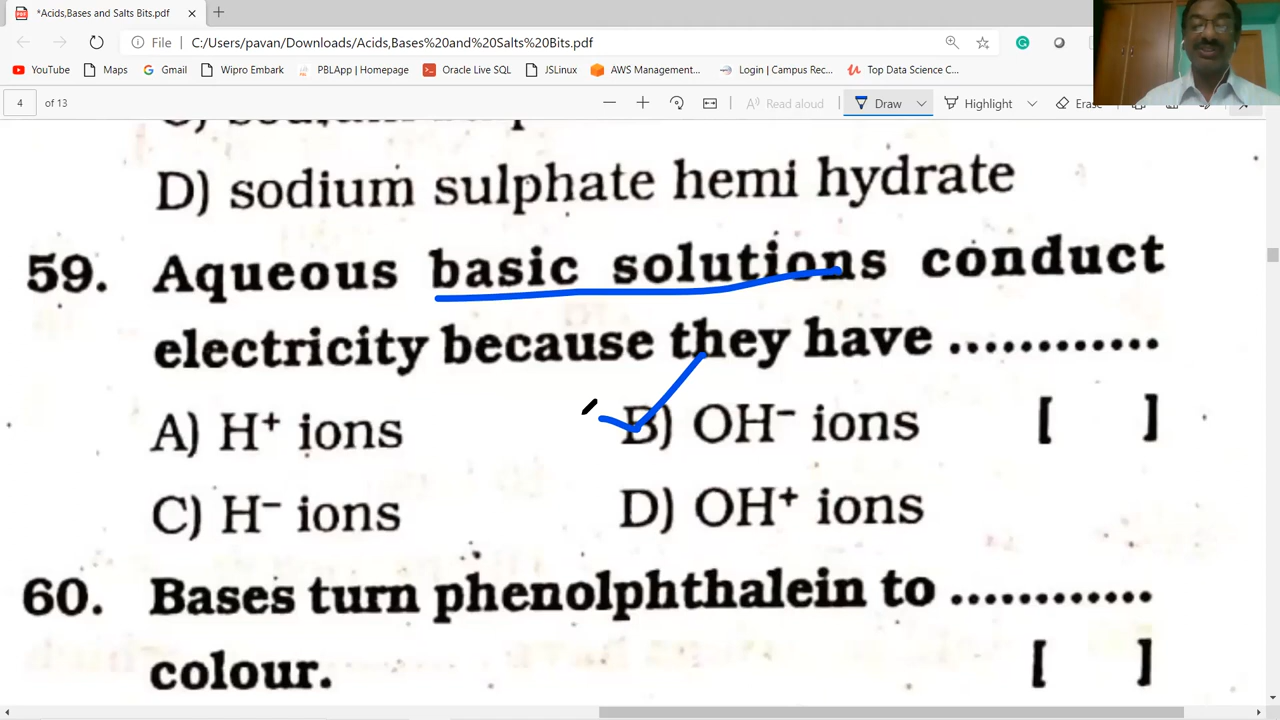 *Acids,Bases and Salts Bits.pdf
File
C:/Users/pavan/Downloads/Acids,Bases%20and%20Salts%20Bits.pdf
YouTube Maps Gmail Wipro Embark PBLApp | Homepage Oracle Live SQL JSLinux AWS Management... Login | Campus Rec... Top Data Science C...
4 of 13 Read aloud Draw Highlight Erase
D) sodium sulphate hemi hydrate
59. Aqueous basic solutions conduct
electricity because they have ............
A) H⁺ ions B) OH⁻ ions [ ]
C) H⁻ ions D) OH⁺ ions
60. Bases turn phenolphthalein to ............
colour. [ ]